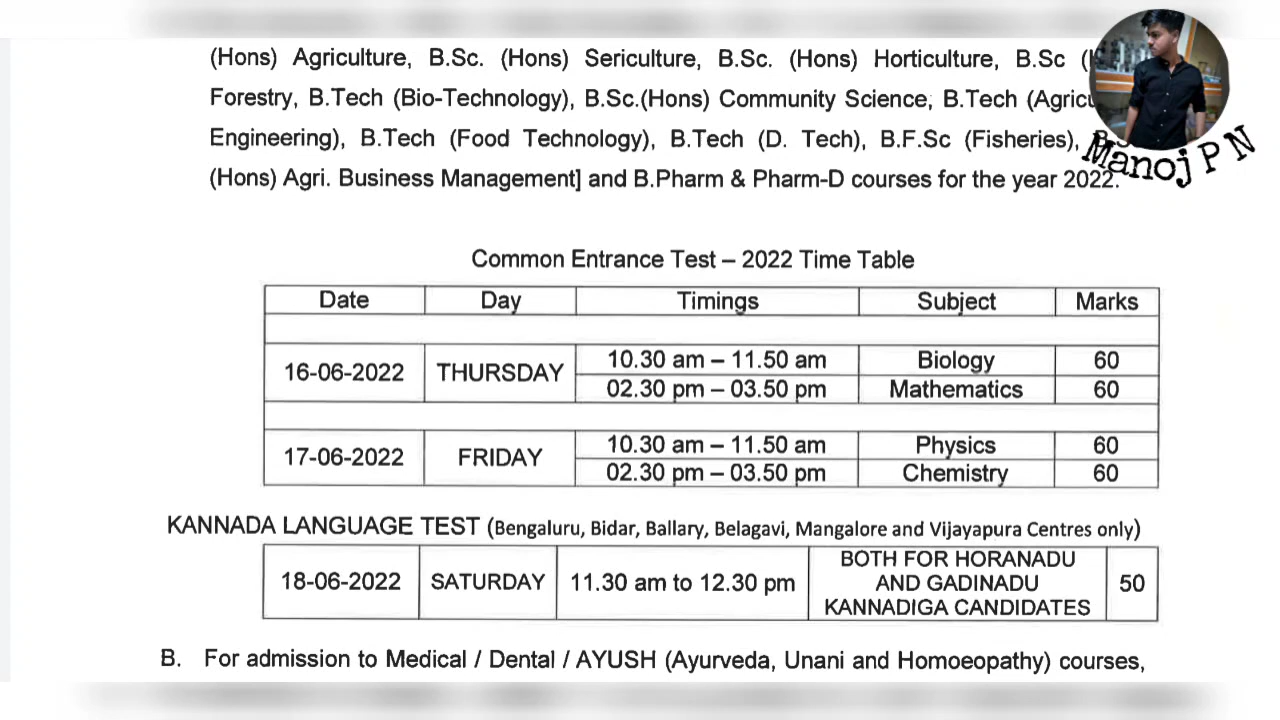 (Hons) Agriculture, B.Sc. (Hons) Sericulture, B.Sc. (Hons) Horticulture, B.Sc
Forestry, B.Tech (Bio-Technology), B.Sc.(Hons) Community Science, B.Tech
Engineering), B.Tech (Food Technology), B.Tech (D. Tech), B.F.Sc (Fisheries),
(Hons) Agri. Business Management] and B.Pharm & Pharm-D courses for the year 2022.
Manoj P N
Common Entrance Test – 2022 Time Table
Date Day Timings Subject Marks
16-06-2022 THURSDAY 10.30 am – 11.50 am Biology 60
02.30 pm – 03.50 pm Mathematics 60
17-06-2022 FRIDAY 10.30 am – 11.50 am Physics 60
02.30 pm – 03.50 pm Chemistry 60
KANNADA LANGUAGE TEST (Bengaluru, Bidar, Ballary, Belagavi, Mangalore and Vijayapura Centres only)
18-06-2022 SATURDAY 11.30 am to 12.30 pm BOTH FOR HORANADU
AND GADINADU
KANNADIGA CANDIDATES 50
B. For admission to Medical / Dental / AYUSH (Ayurveda, Unani and Homoeopathy) courses,